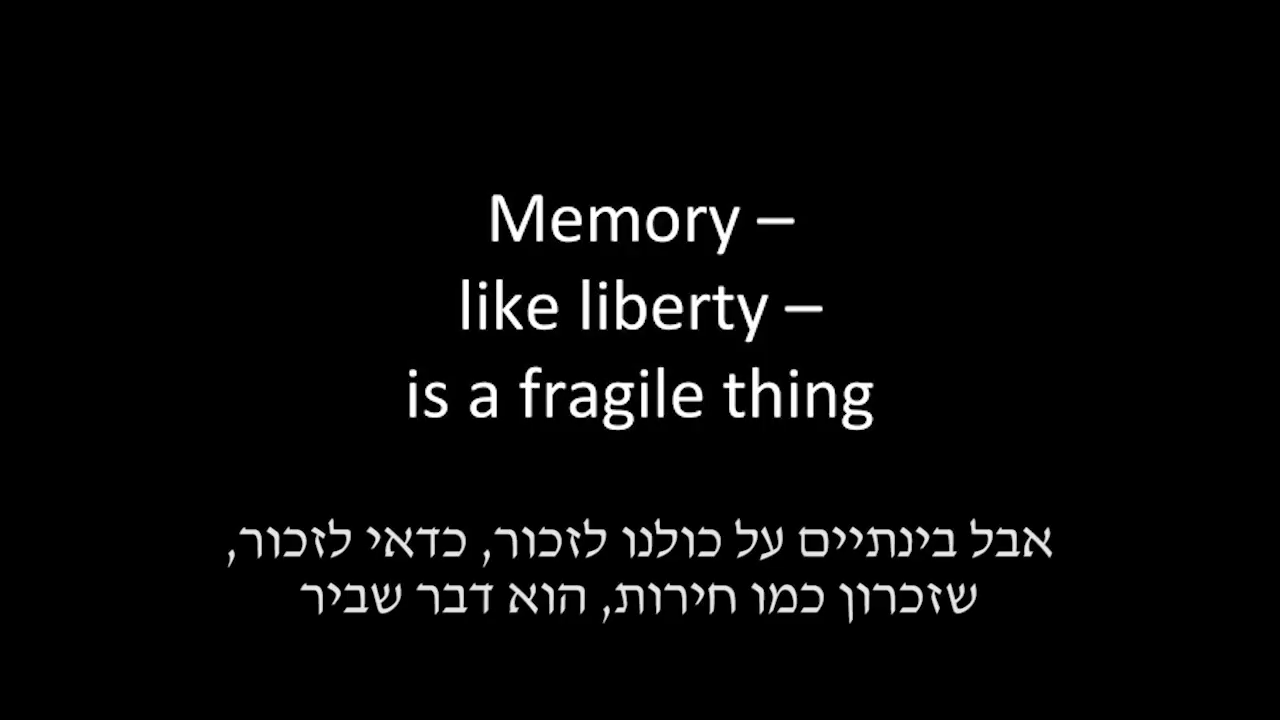 Memory –
like liberty –
is a fragile thing
אבל בינתיים על כולנו לזכור, כדאי לזכור,
שזכרון כמו חירות, הוא דבר שביר